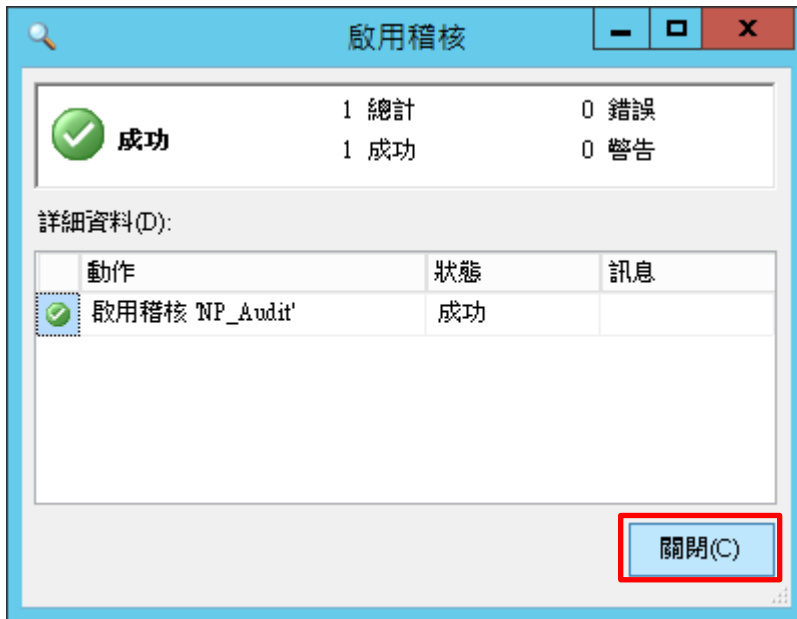 啟用稽核
成功
1 總計
0 錯誤
1 成功
0 警告
詳細資料(D):
動作 狀態 訊息
啟用稽核 'NP_Audit' 成功
關閉(C)